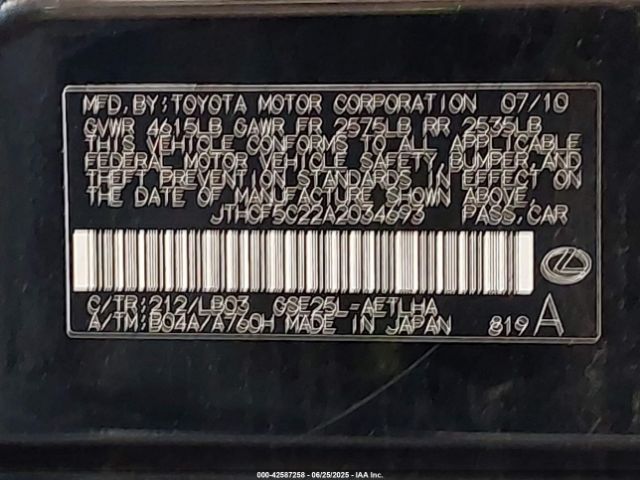 MFD, BY:TOYOTA MOTOR CORPORATION 07/10
GVWR 4615LB GAWR FR 2575LB RR 2535LB
THIS VEHICLE CONFORMS TO ALL APPLICABLE
FEDERAL MOTOR VEHICLE SAFETY, BUMPER, AND
THEFT PREVENTION STANDARDS IN EFFECT ON
THE DATE OF MANUFACTURE SHOWN ABOVE,
JTHCF5C22A2034693 PASS, CAR
C/TR:212/LB03 GSE25L-AETLHA
A/TM:B04A/A760H MADE IN JAPAN 819 A
000-42587258 - 06/25/2025 - IAA Inc.